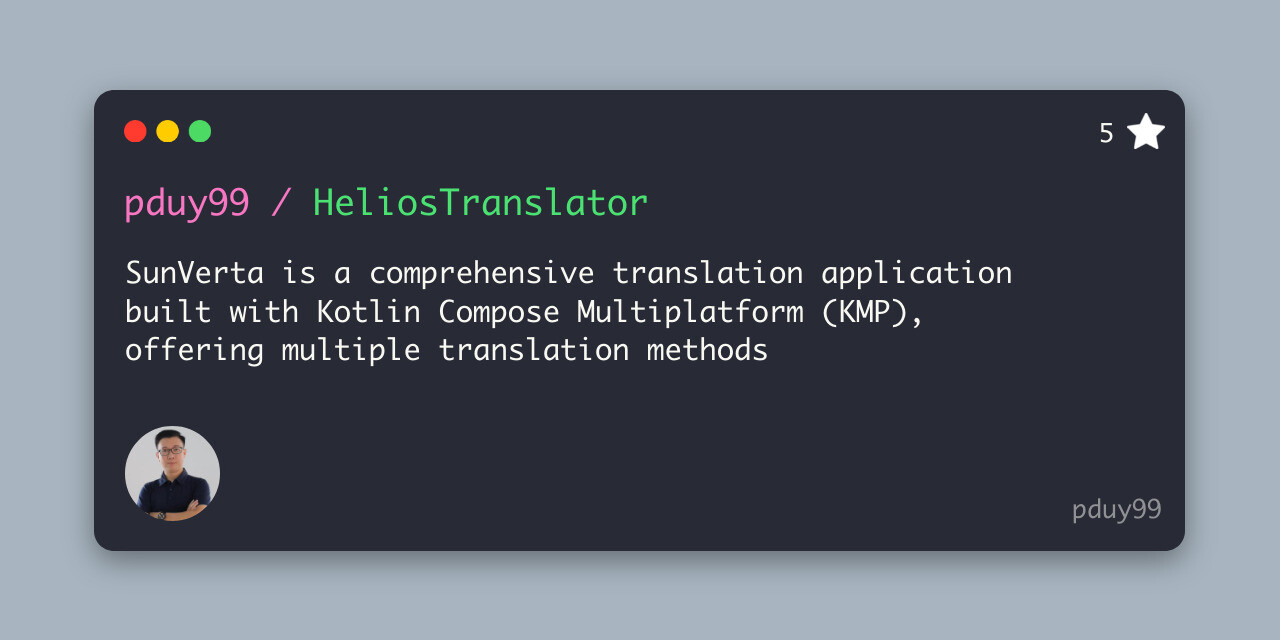 5
pduy99 / HeliosTranslator
SunVerta is a comprehensive translation application
built with Kotlin Compose Multiplatform (KMP),
offering multiple translation methods
pduy99